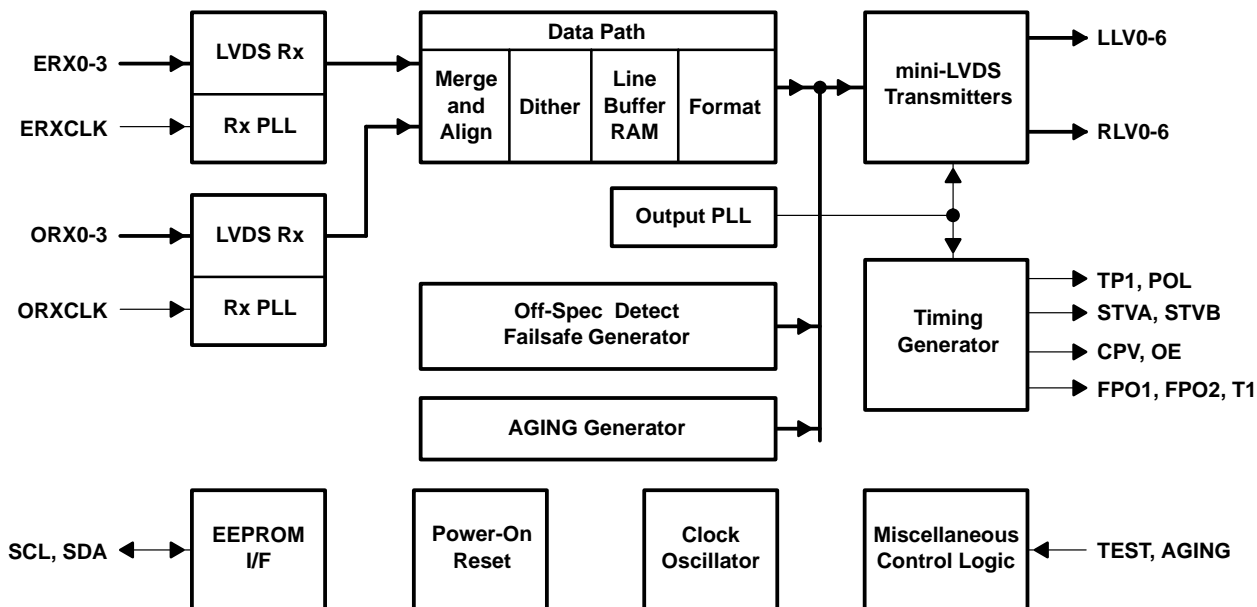 ERX0-3
ERXCLK
LVDS Rx
Rx PLL
ORX0-3
ORXCLK
LVDS Rx
Rx PLL
Data Path
Merge
and
Align
Dither
Line
Buffer
RAM
Format
mini-LVDS
Transmitters
LLV0-6
RLV0-6
Output PLL
Off-Spec Detect
Failsafe Generator
AGING Generator
Timing
Generator
TP1, POL
STVA, STVB
CPV, OE
FPO1, FPO2, T1
SCL, SDA
EEPROM
I/F
Power-On
Reset
Clock
Oscillator
Miscellaneous
Control Logic
TEST, AGING